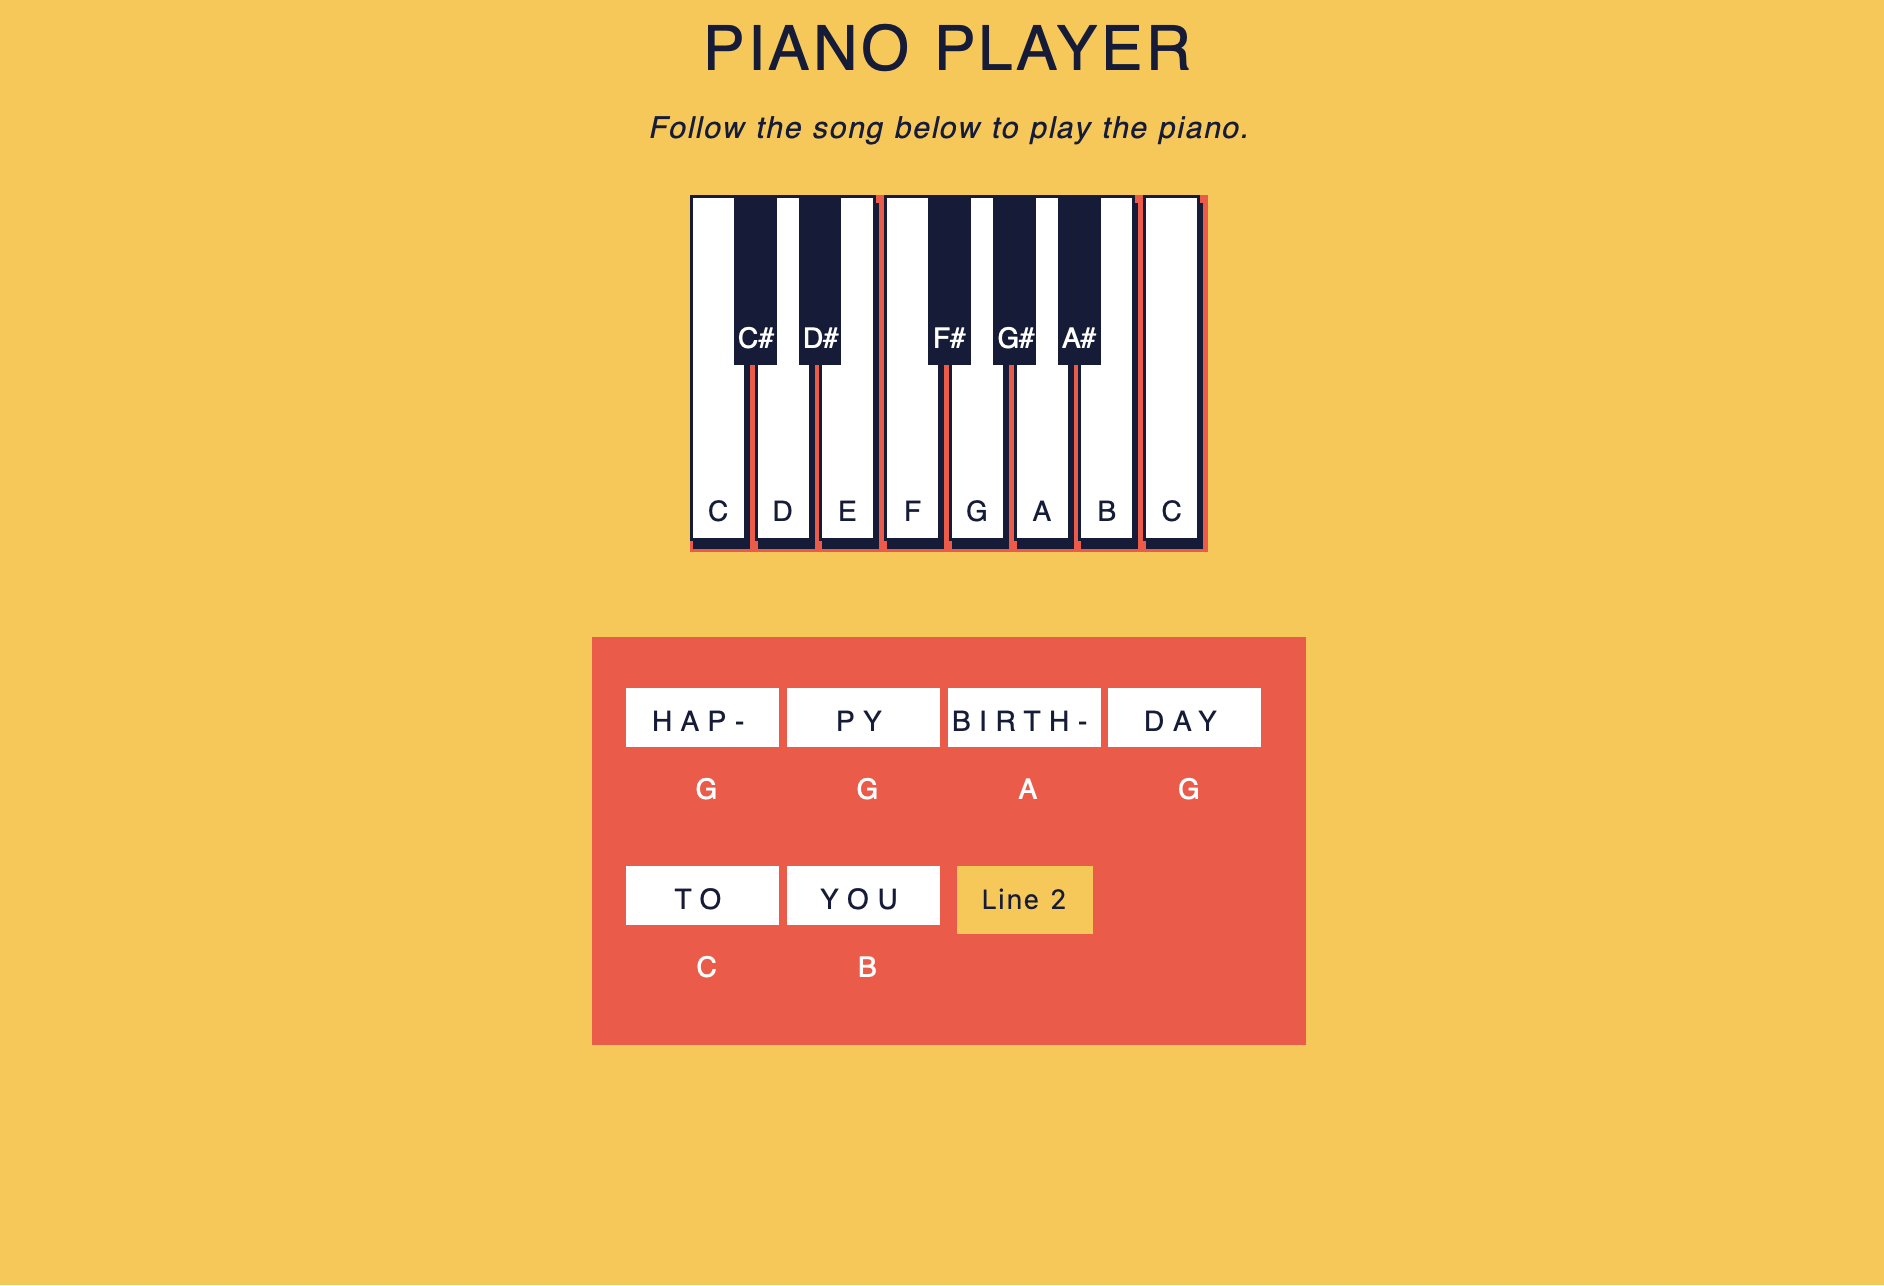 PIANO PLAYER
Follow the song below to play the piano.
C# D# F# G# A#
C D E F G A B C
HAP- PY BIRTH- DAY
G G A G
TO YOU Line 2
C B